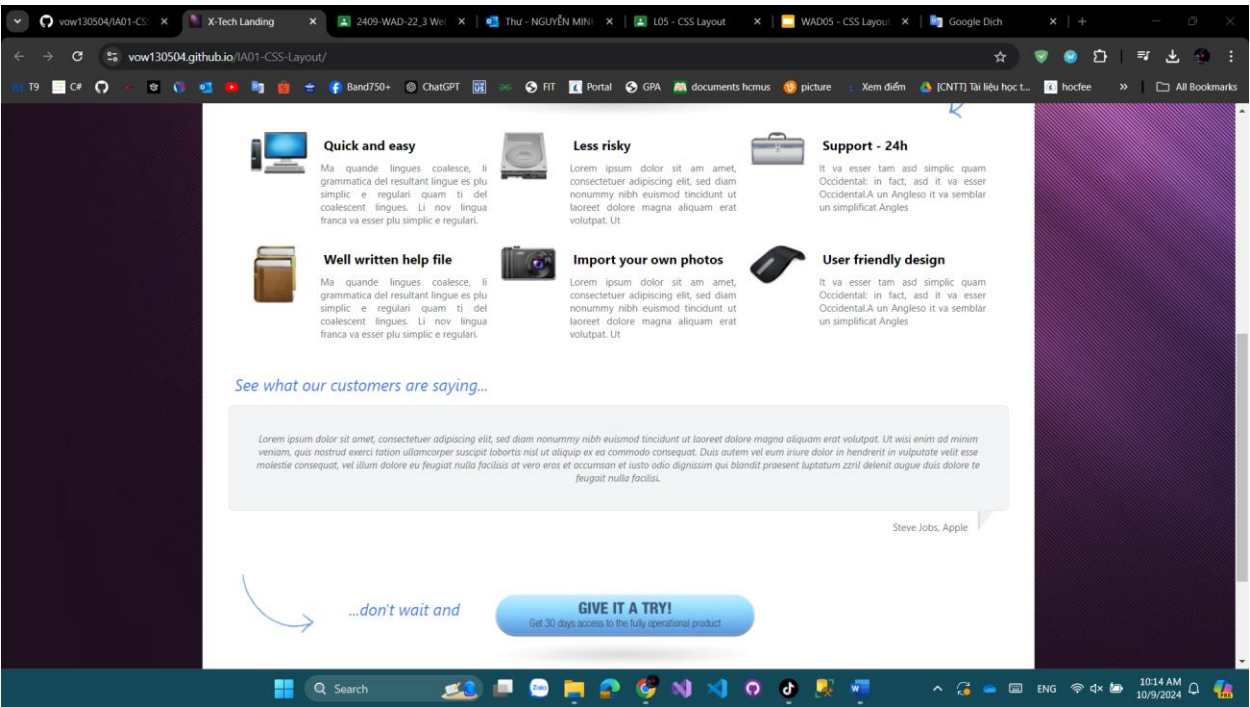 vow130504/IA01-CS
X-Tech Landing
2409-WAD-22_3 Wel
Thư - NGUYỄN MINH
L05 - CSS Layout
WAD05 - CSS Layout
Google Dịch
vow130504.github.io/IA01-CSS-Layout/
T9
C#
Band750+
ChatGPT
FIT
Portal
GPA
documents hcmus
picture
Xem điểm
[CNTT] Tài liệu học t...
hocfee
»
All Bookmarks
Quick and easy
Ma quande lingues coalesce, li
grammatica del resultant lingue es plu
simplic e regulari quam ti del
coalescent lingues. Li nov lingua
franca va esser plu simplic e regulari.
Less risky
Lorem ipsum dolor sit am amet,
consectetuer adipiscing elit, sed diam
nonummy nibh euismod tincidunt ut
laoreet dolore magna aliquam erat
volutpat. Ut
Support - 24h
It va esser tam asd simplic quam
Occidental: in fact, asd it va esser
Occidental.A un Angleso it va semblar
un simplificat Angles
Well written help file
Ma quande lingues coalesce, li
grammatica del resultant lingue es plu
simplic e regulari quam ti del
coalescent lingues. Li nov lingua
franca va esser plu simplic e regulari.
Import your own photos
Lorem ipsum dolor sit am amet,
consectetuer adipiscing elit, sed diam
nonummy nibh euismod tincidunt ut
laoreet dolore magna aliquam erat
volutpat. Ut
User friendly design
It va esser tam asd simplic quam
Occidental: in fact, asd it va esser
Occidental.A un Angleso it va semblar
un simplificat Angles
See what our customers are saying...
Lorem ipsum dolor sit amet, consectetuer adipiscing elit, sed diam nonummy nibh euismod tincidunt ut laoreet dolore magna aliquam erat volutpat. Ut wisi enim ad minim
veniam, quis nostrud exerci tation ullamcorper suscipit lobortis nisl ut aliquip ex ea commodo consequat. Duis autem vel eum iriure dolor in hendrerit in vulputate velit esse
molestie consequat, vel illum dolore eu feugiat nulla facilisis at vero eros et accumsan et iusto odio dignissim qui blandit praesent luptatum zzril delenit augue duis dolore te
feugait nulla facilisi.
Steve Jobs, Apple
...don't wait and
GIVE IT A TRY!
Get 30 days access to the fully operational product
Search
Zalo
ENG
10:14 AM
10/9/2024
PRE